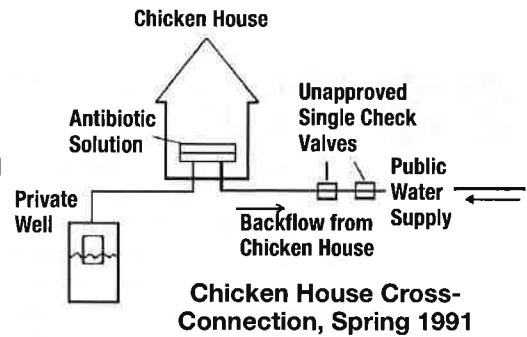 Chicken House
Antibiotic
Solution
Unapproved
Single Check
Valves
Private
Well
Public
Water
Supply
Backflow from
Chicken House
Chicken House Cross-
Connection, Spring 1991